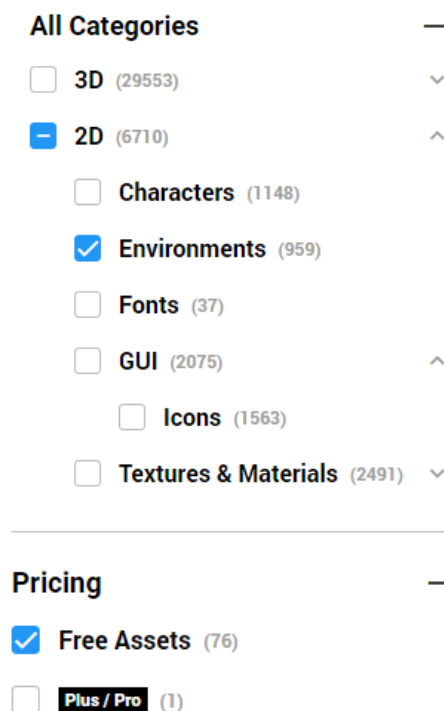 All Categories
3D (29553)
2D (6710)
Characters (1148)
Environments (959)
Fonts (37)
GUI (2075)
Icons (1563)
Textures & Materials (2491)
Pricing
Free Assets (76)
Plus / Pro (1)